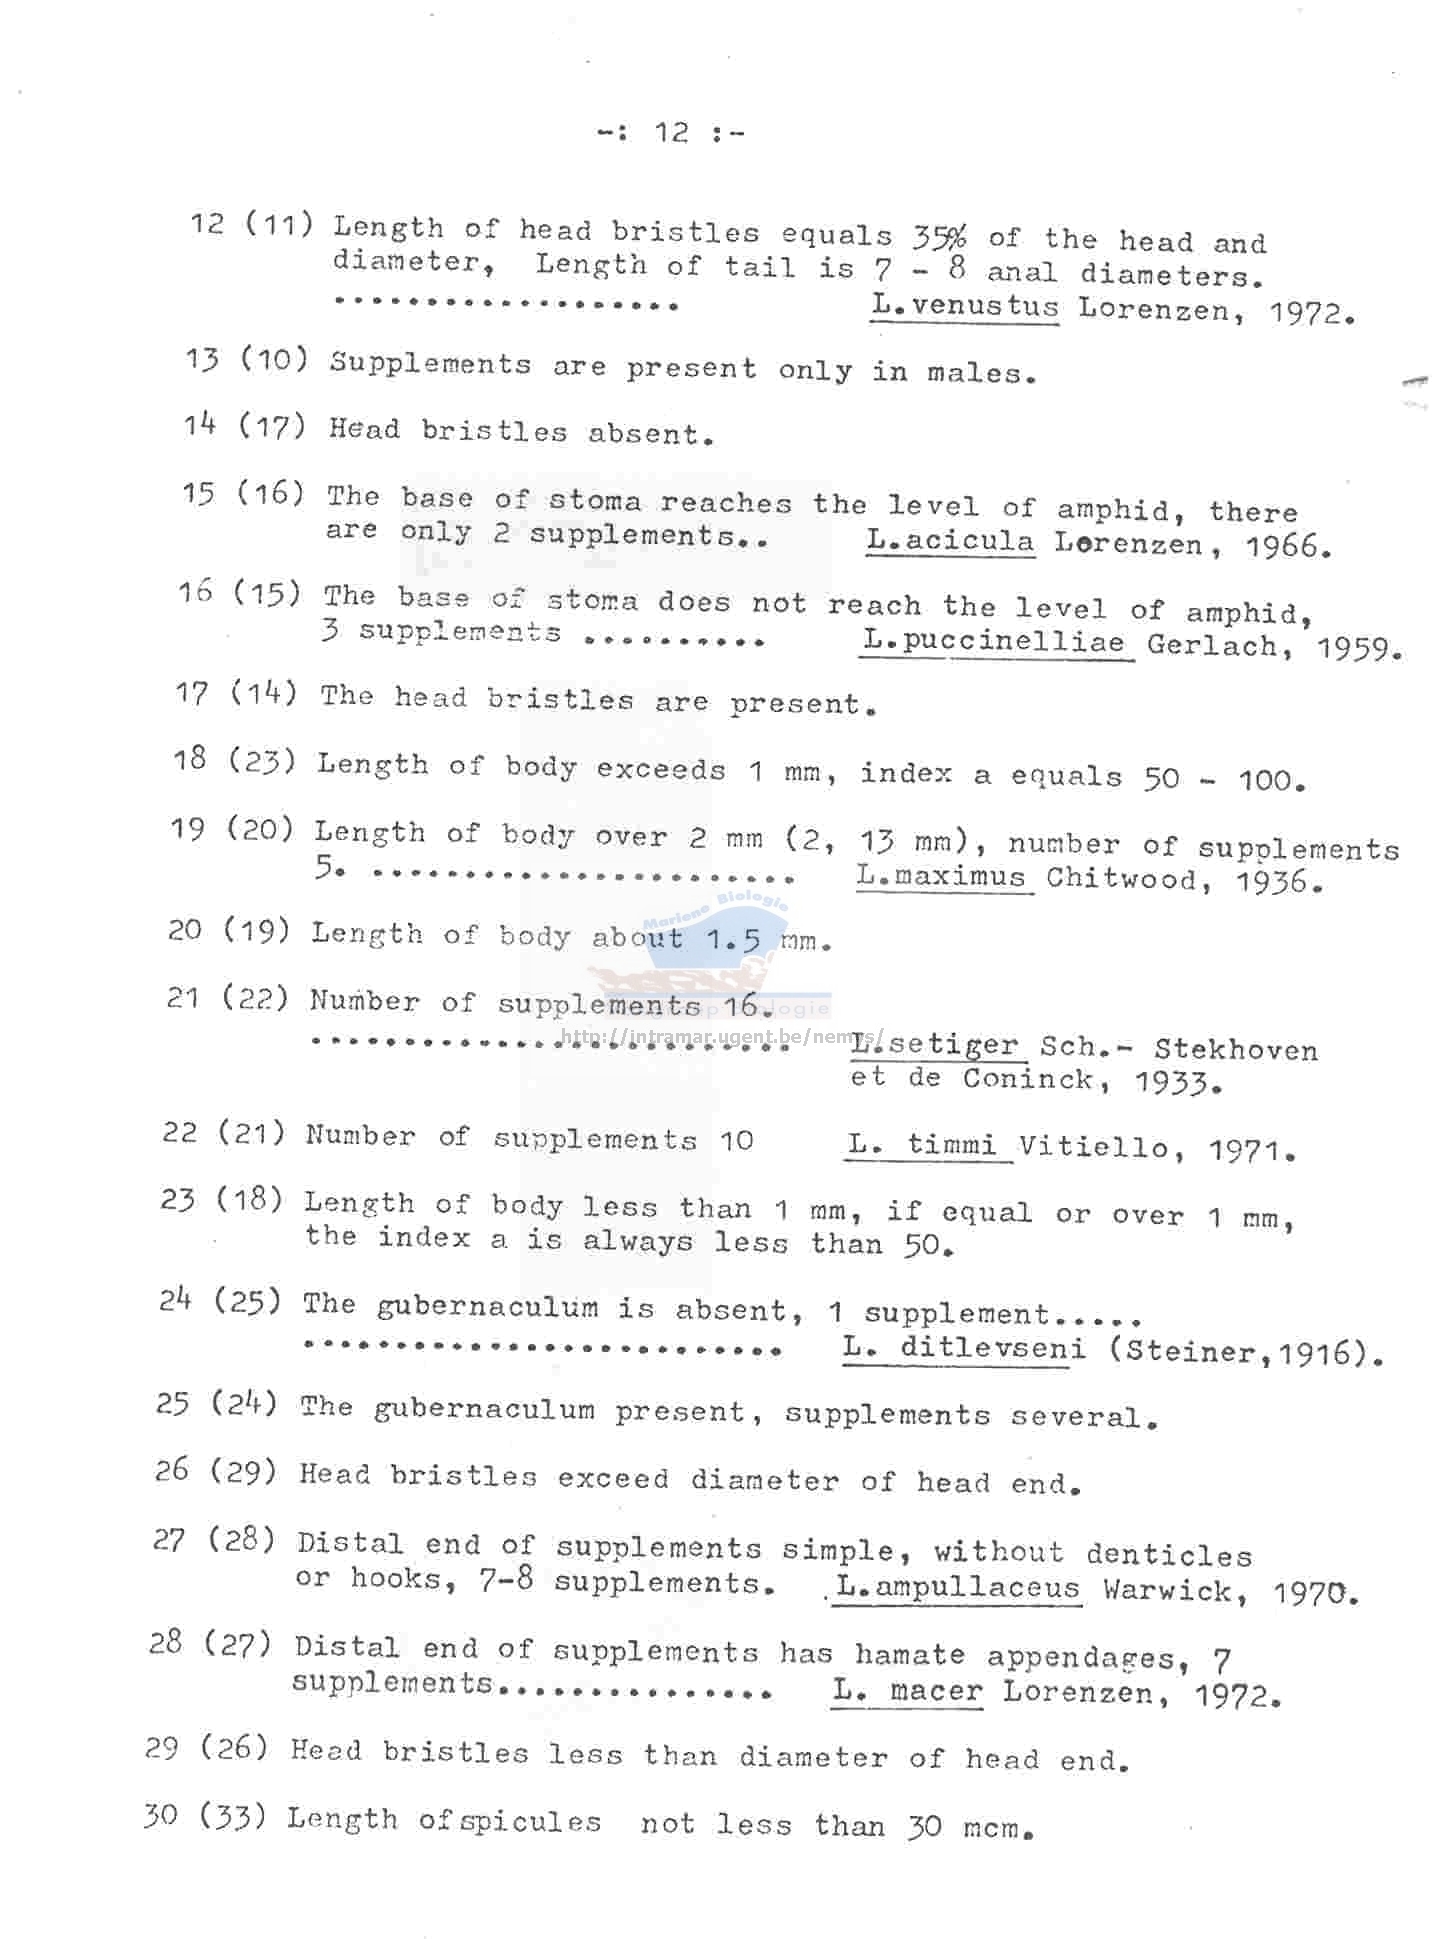 -: 12 :-
12 (11) Length of head bristles equals 35% of the head and
diameter, Length of tail is 7 - 8 anal diameters.
................... L.venustus Lorenzen, 1972.
13 (10) Supplements are present only in males.
14 (17) Head bristles absent.
15 (16) The base of stoma reaches the level of amphid, there
are only 2 supplements.. L.acicula Lorenzen, 1966.
16 (15) The base of stoma does not reach the level of amphid,
3 supplements .......... L.puccinelliae Gerlach, 1959.
17 (14) The head bristles are present.
18 (23) Length of body exceeds 1 mm, index a equals 50 - 100.
19 (20) Length of body over 2 mm (2, 13 mm), number of supplements
5. ....................... L.maximus Chitwood, 1936.
Mariene Biologie
20 (19) Length of body about 1.5 mm.
21 (22) Number of supplements 16.
http://intramar.ugent.be/nemys/
.......................... L.setiger Sch.- Stekhoven
et de Coninck, 1933.
22 (21) Number of supplements 10 L. timmi Vitiello, 1971.
23 (18) Length of body less than 1 mm, if equal or over 1 mm,
the index a is always less than 50.
24 (25) The gubernaculum is absent, 1 supplement.....
.......................... L. ditlevseni (Steiner,1916).
25 (24) The gubernaculum present, supplements several.
26 (29) Head bristles exceed diameter of head end.
27 (28) Distal end of supplements simple, without denticles
or hooks, 7-8 supplements. .L.ampullaceus Warwick, 1970.
28 (27) Distal end of supplements has hamate appendages, 7
supplements............... L. macer Lorenzen, 1972.
29 (26) Head bristles less than diameter of head end.
30 (33) Length of spicules not less than 30 mcm.